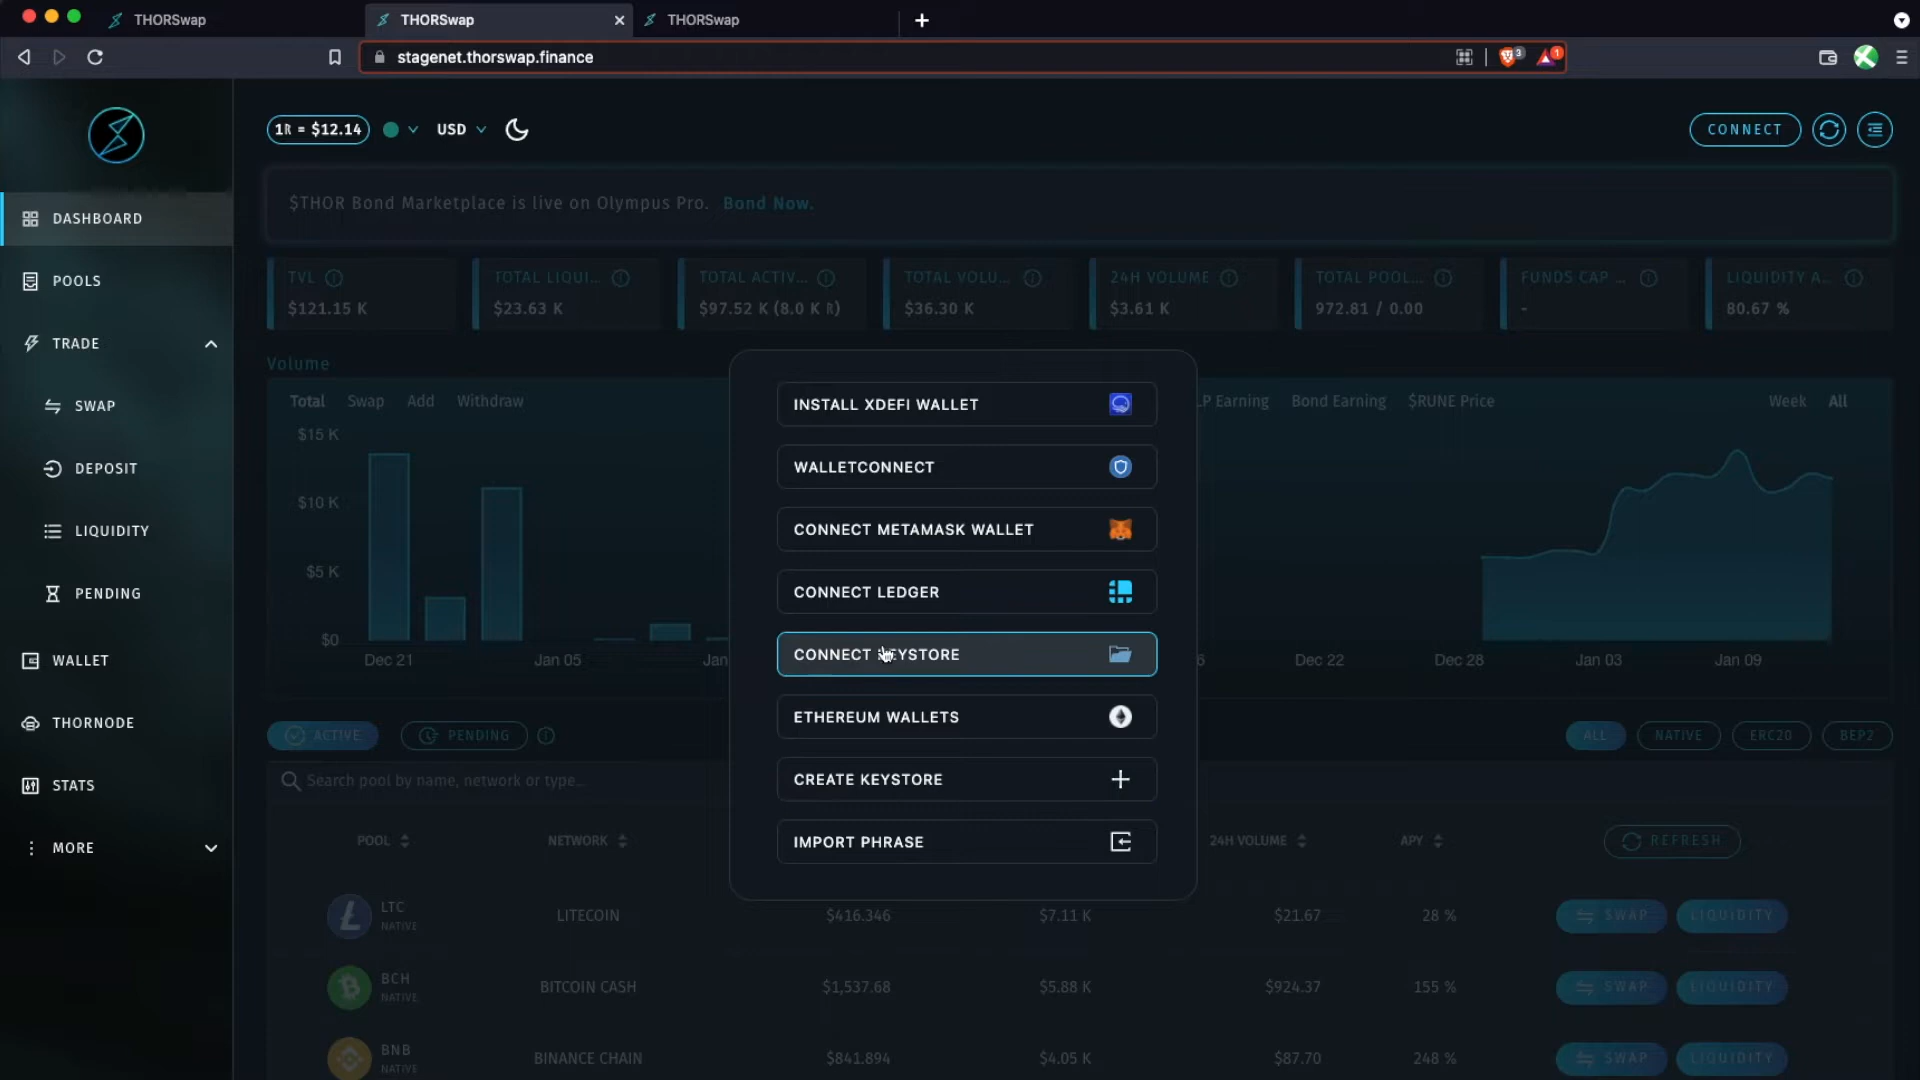 THORSwap
THORSwap
THORSwap
stagenet.thorswap.finance
3
1
1R = $12.14
USD
CONNECT
$THOR Bond Marketplace is live on Olympus Pro. Bond Now.
DASHBOARD
POOLS
TRADE
SWAP
DEPOSIT
LIQUIDITY
PENDING
WALLET
THORNODE
STATS
MORE
TVL
$121.15 K
TOTAL LIQUI...
$23.63 K
TOTAL ACTIV...
$97.52 K (8.0 K R)
TOTAL VOLU...
$36.30 K
24H VOLUME
$3.61 K
TOTAL POOL...
972.81 / 0.00
FUNDS CAP ...
-
LIQUIDITY A...
80.67 %
Volume
Total Swap Add Withdraw
$15 K
$10 K
$5 K
$0
Dec 21 Jan 05 Jan
LP Earning Bond Earning $RUNE Price
Week All
6 Dec 22 Dec 28 Jan 03 Jan 09
INSTALL XDEFI WALLET
WALLETCONNECT
CONNECT METAMASK WALLET
CONNECT LEDGER
CONNECT KEYSTORE
ETHEREUM WALLETS
CREATE KEYSTORE
IMPORT PHRASE
ACTIVE PENDING
ALL NATIVE ERC20 BEP2
Search pool by name, network or type...
POOL NETWORK 24H VOLUME APY REFRESH
LTC
NATIVE
LITECOIN $416.346 $7.11 K $21.67 28 % SWAP LIQUIDITY
BCH
NATIVE
BITCOIN CASH $1,537.68 $5.88 K $924.37 155 % SWAP LIQUIDITY
BNB
NATIVE
BINANCE CHAIN $841.894 $4.05 K $87.70 248 % SWAP LIQUIDITY